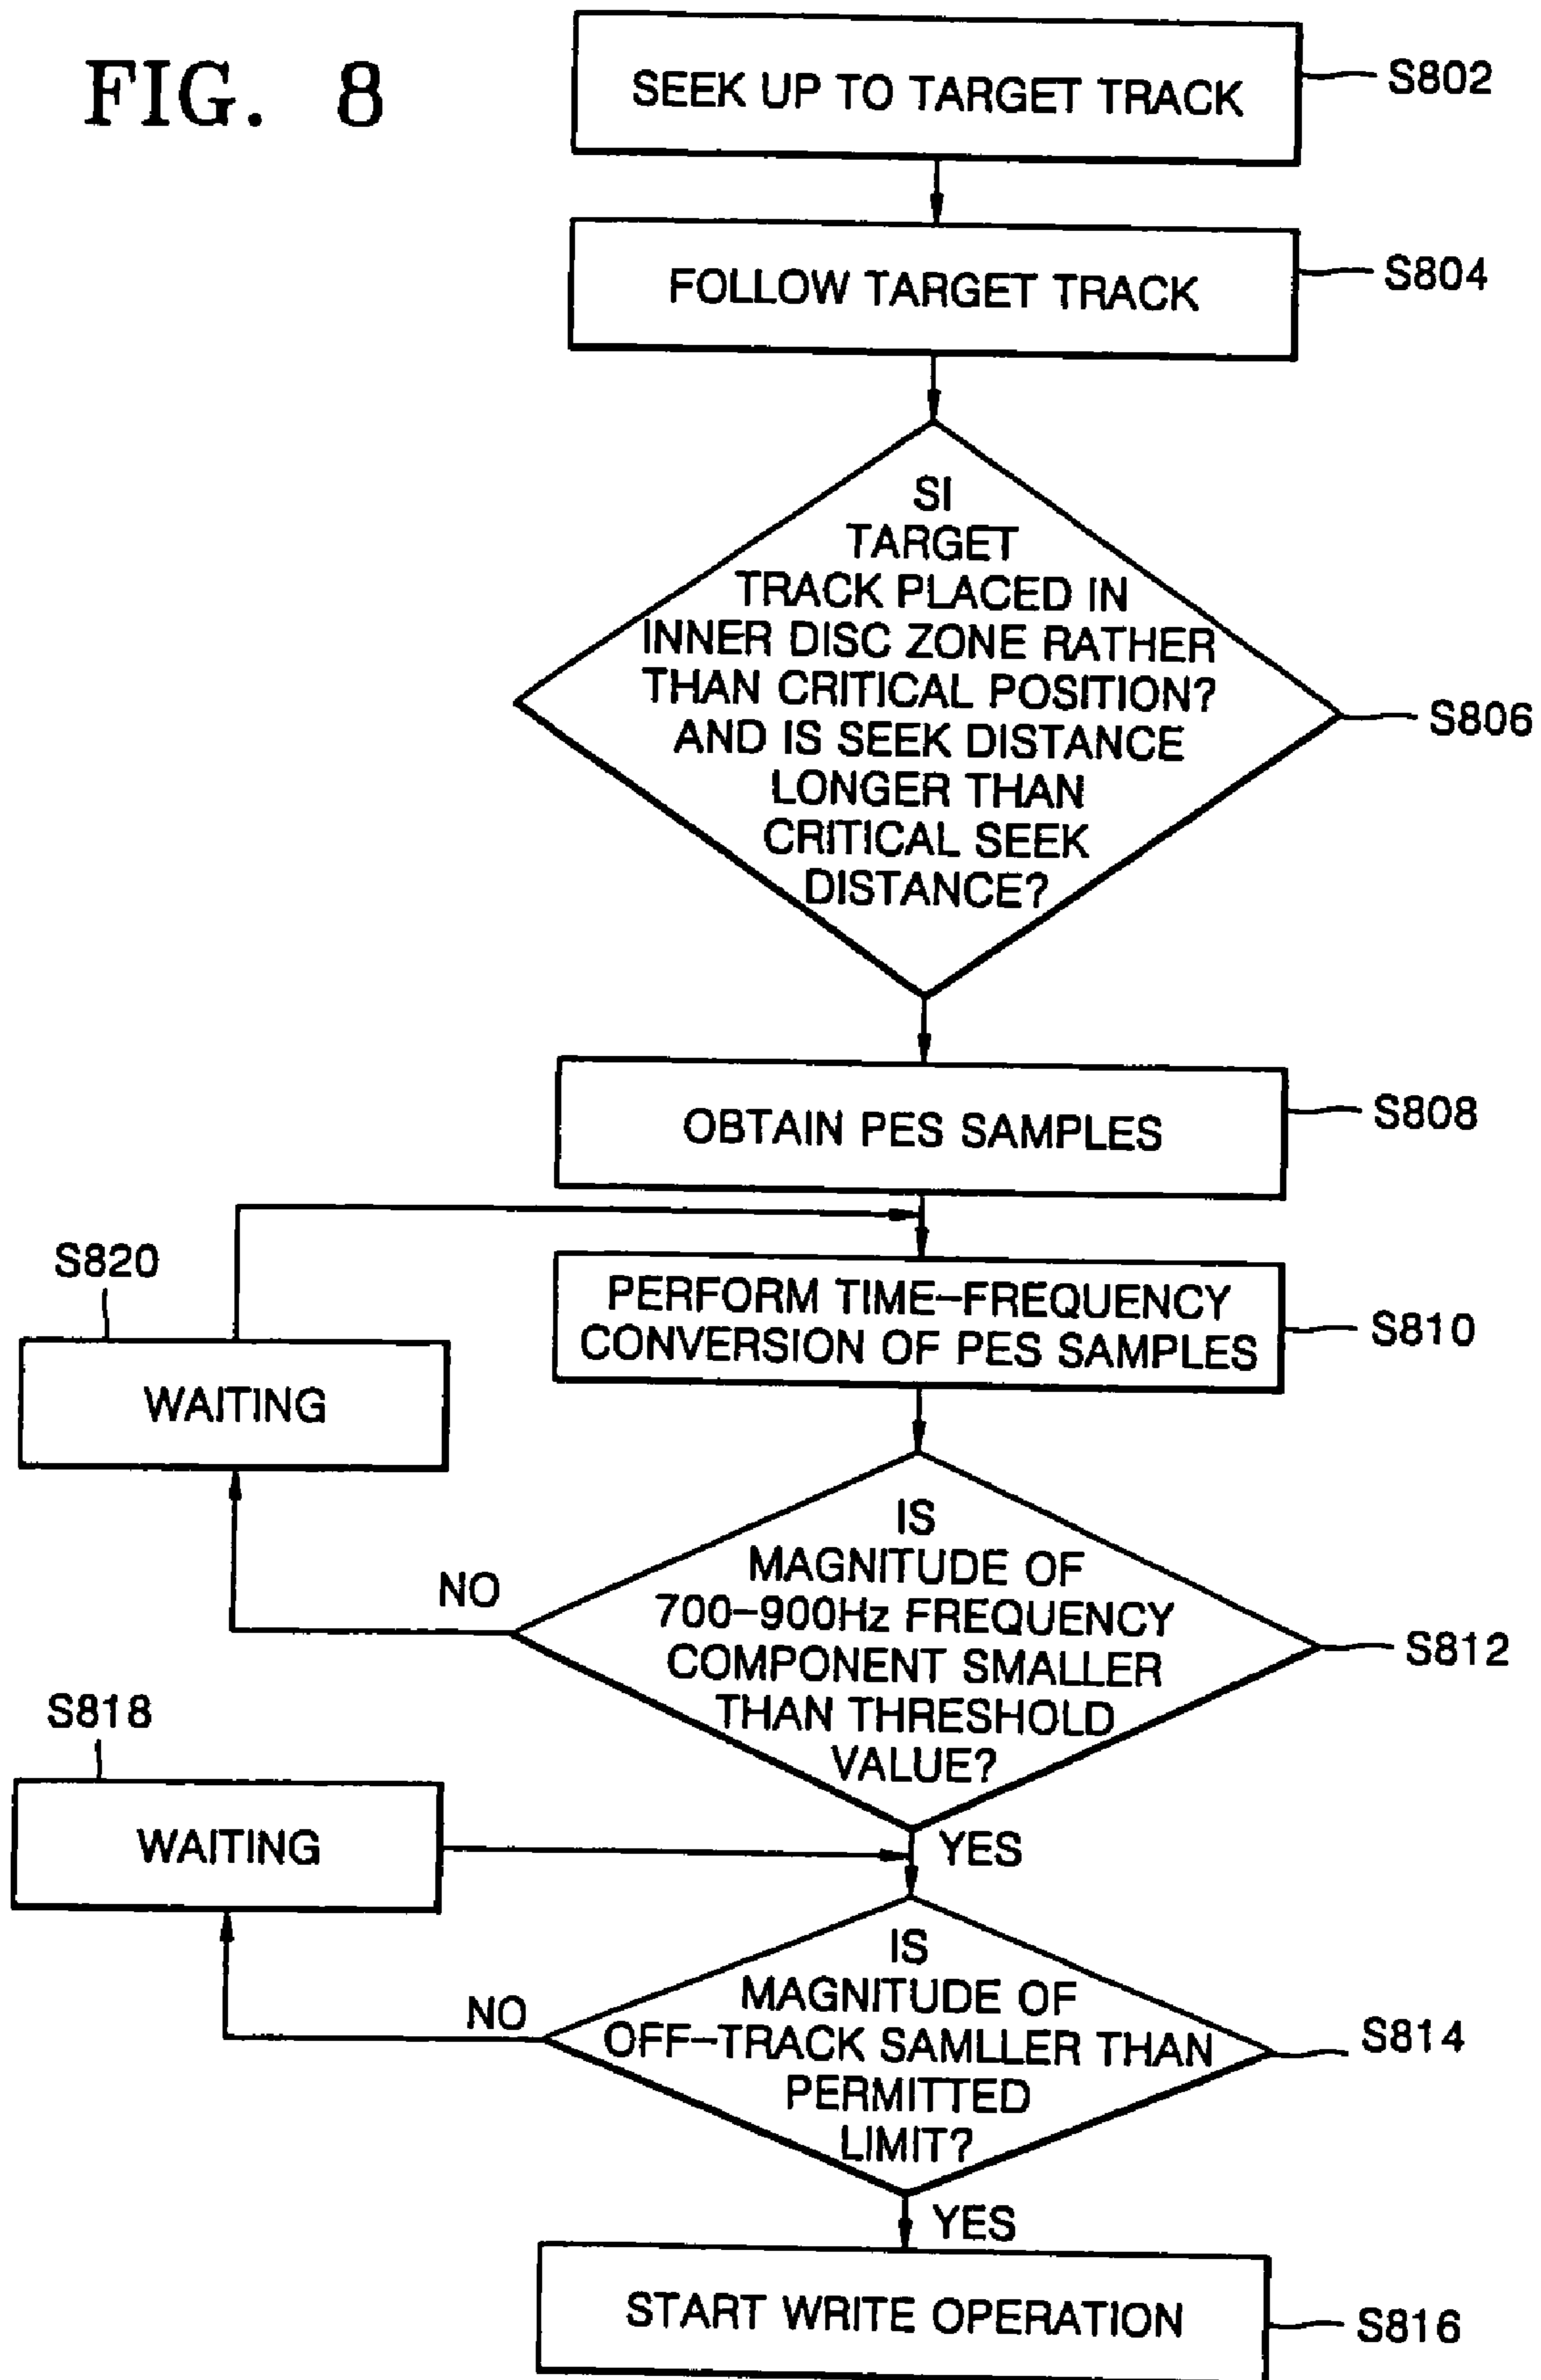 FIG. 8
SEEK UP TO TARGET TRACK
S802
FOLLOW TARGET TRACK
S804
SI
TARGET
TRACK PLACED IN
INNER DISC ZONE RATHER
THAN CRITICAL POSITION?
AND IS SEEK DISTANCE
LONGER THAN
CRITICAL SEEK
DISTANCE?
S806
OBTAIN PES SAMPLES
S808
S820
WAITING
PERFORM TIME-FREQUENCY
CONVERSION OF PES SAMPLES
S810
IS
MAGNITUDE OF
700-900Hz FREQUENCY
COMPONENT SMALLER
THAN THRESHOLD
VALUE?
S812
NO
YES
S818
WAITING
IS
MAGNITUDE OF
OFF-TRACK SAMLLER THAN
PERMITTED
LIMIT?
S814
NO
YES
START WRITE OPERATION
S816